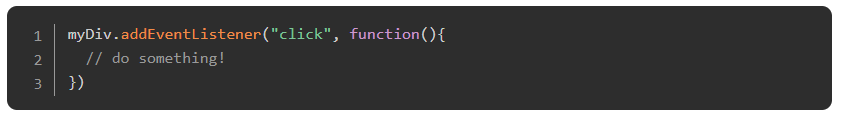 1 myDiv.addEventListener("click", function(){
2   // do something!
3 })